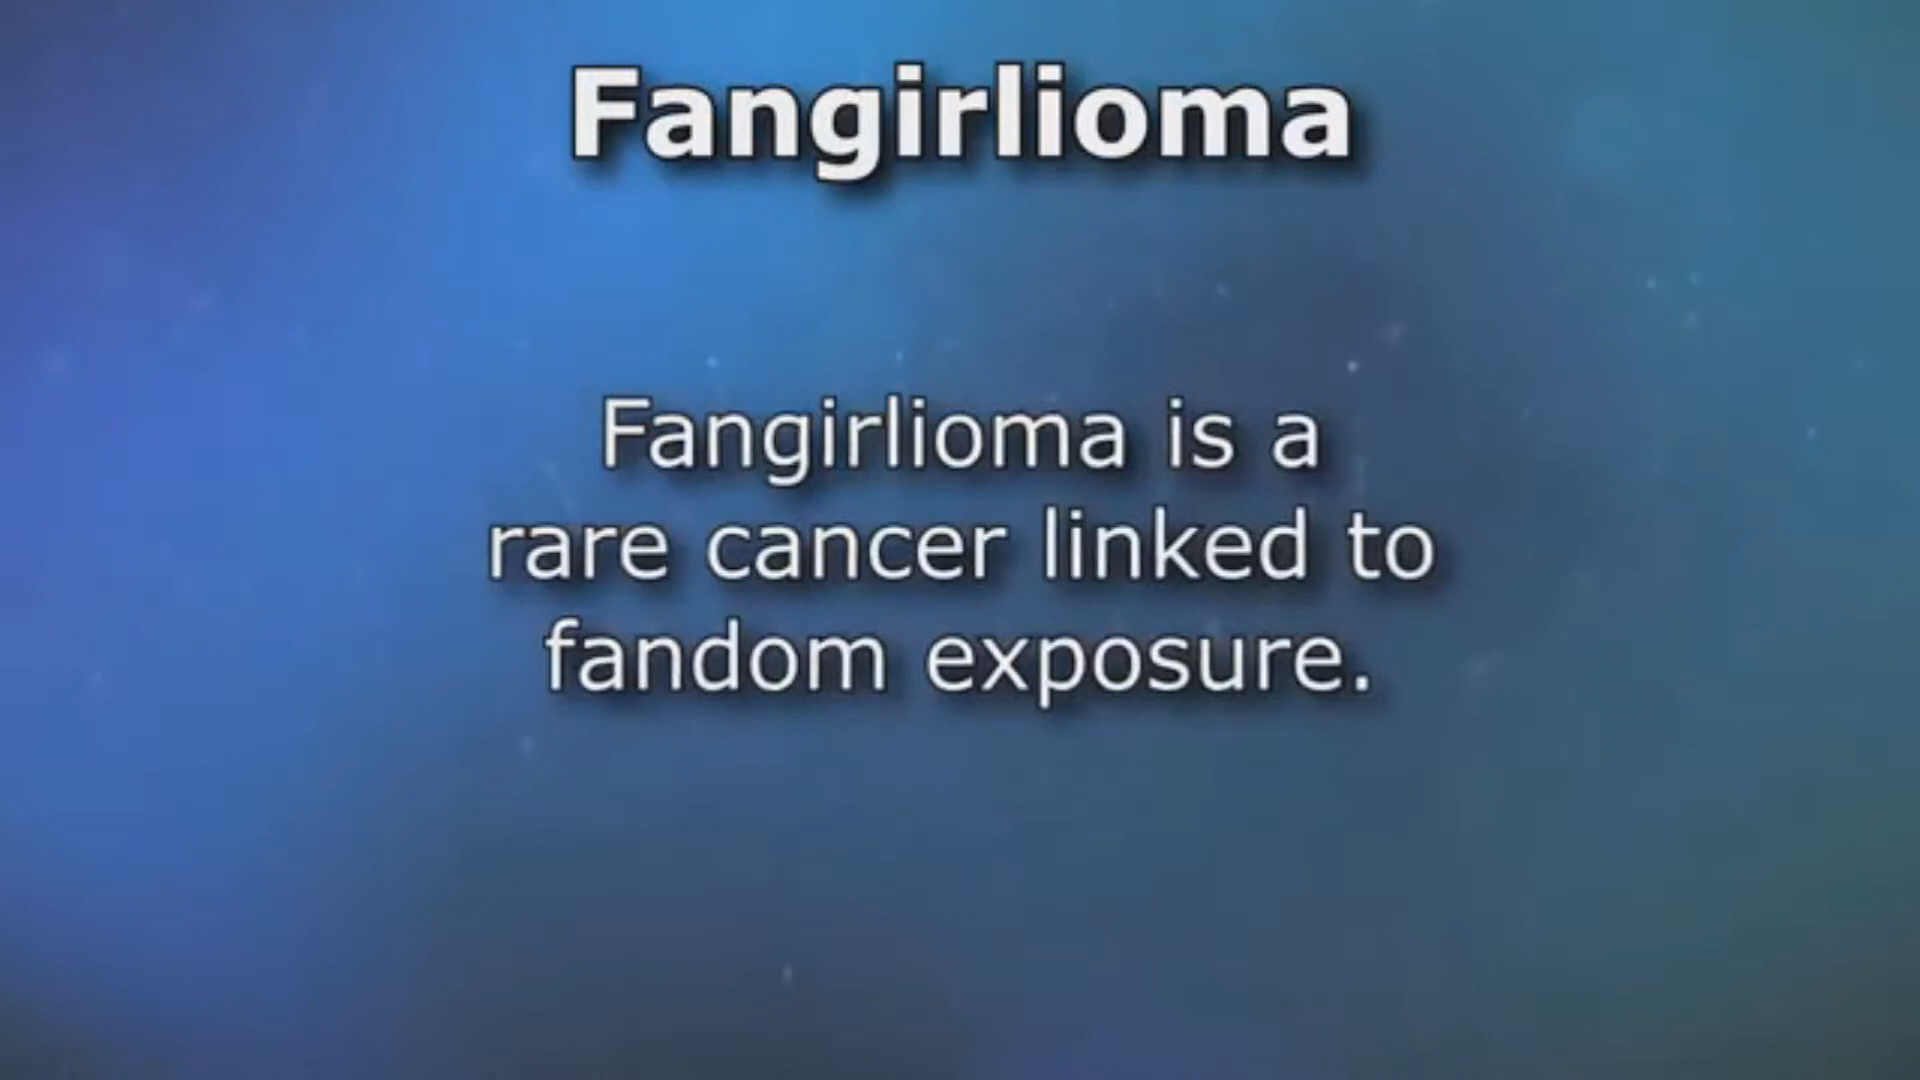 Fangirlioma
Fangirlioma is a
rare cancer linked to
fandom exposure.